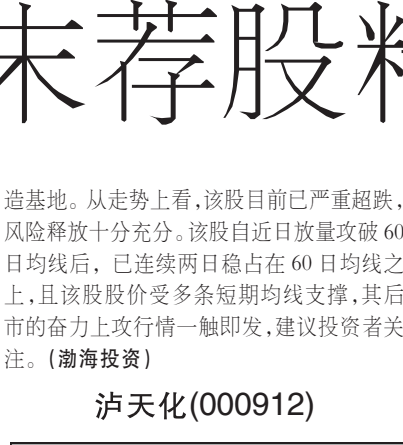 末荐股精
造基地。从走势上看,该股目前已严重超跌,
风险释放十分充分。该股自近日放量攻破 60
日均线后，已连续两日稳占在 60 日均线之
上,且该股股价受多条短期均线支撑,其后
市的奋力上攻行情一触即发,建议投资者关
注。(渤海投资)
泸天化(000912)